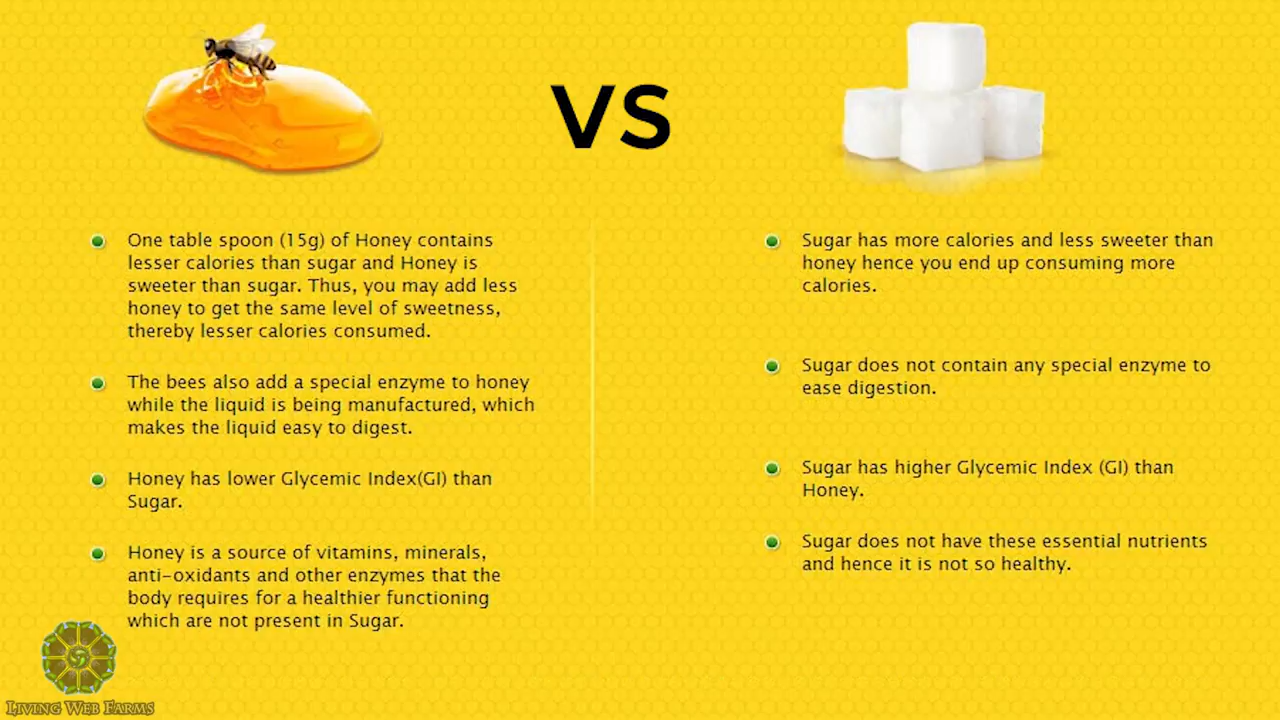 VS
One table spoon (15g) of Honey contains
lesser calories than sugar and Honey is
sweeter than sugar. Thus, you may add less
honey to get the same level of sweetness,
thereby lesser calories consumed.
The bees also add a special enzyme to honey
while the liquid is being manufactured, which
makes the liquid easy to digest.
Honey has lower Glycemic Index(GI) than
Sugar.
Honey is a source of vitamins, minerals,
anti-oxidants and other enzymes that the
body requires for a healthier functioning
which are not present in Sugar.
Sugar has more calories and less sweeter than
honey hence you end up consuming more
calories.
Sugar does not contain any special enzyme to
ease digestion.
Sugar has higher Glycemic Index (GI) than
Honey.
Sugar does not have these essential nutrients
and hence it is not so healthy.
LIVING WEB FARMS